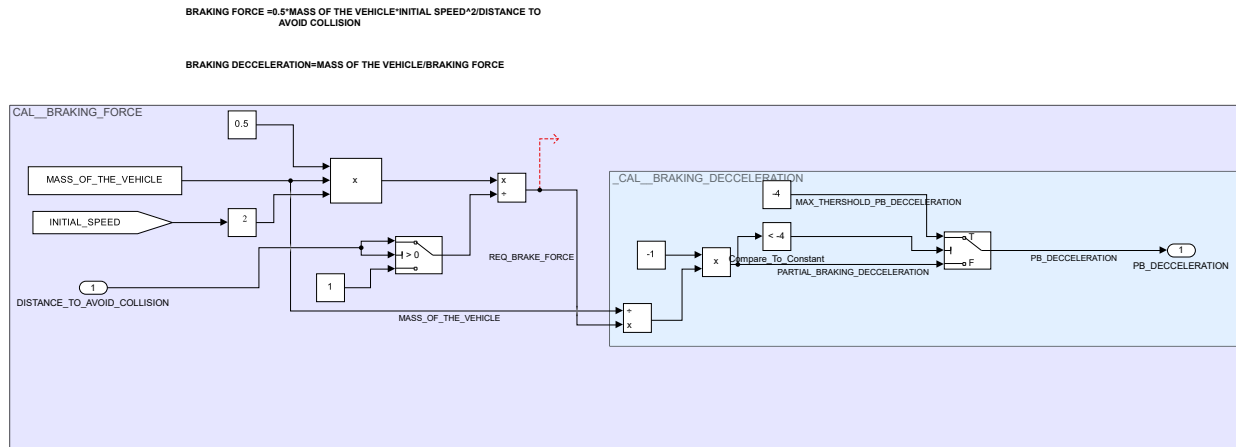 BRAKING FORCE =0.5*MASS OF THE VEHICLE*INITIAL SPEED^2/DISTANCE TO
AVOID COLLISION
BRAKING DECCELERATION=MASS OF THE VEHICLE/BRAKING FORCE
CAL__BRAKING_FORCE
0.5
MASS_OF_THE_VEHICLE
x
x
÷
INITIAL_SPEED
2
> 0
REQ_BRAKE_FORCE
1
1
DISTANCE_TO_AVOID_COLLISION
MASS_OF_THE_VEHICLE
_CAL__BRAKING_DECCELERATION
-4
MAX_THERSHOLD_PB_DECCELERATION
< -4
T
F
-1
x
Compare_To_Constant
PARTIAL_BRAKING_DECCELERATION
PB_DECCELERATION
1
PB_DECCELERATION
÷
x